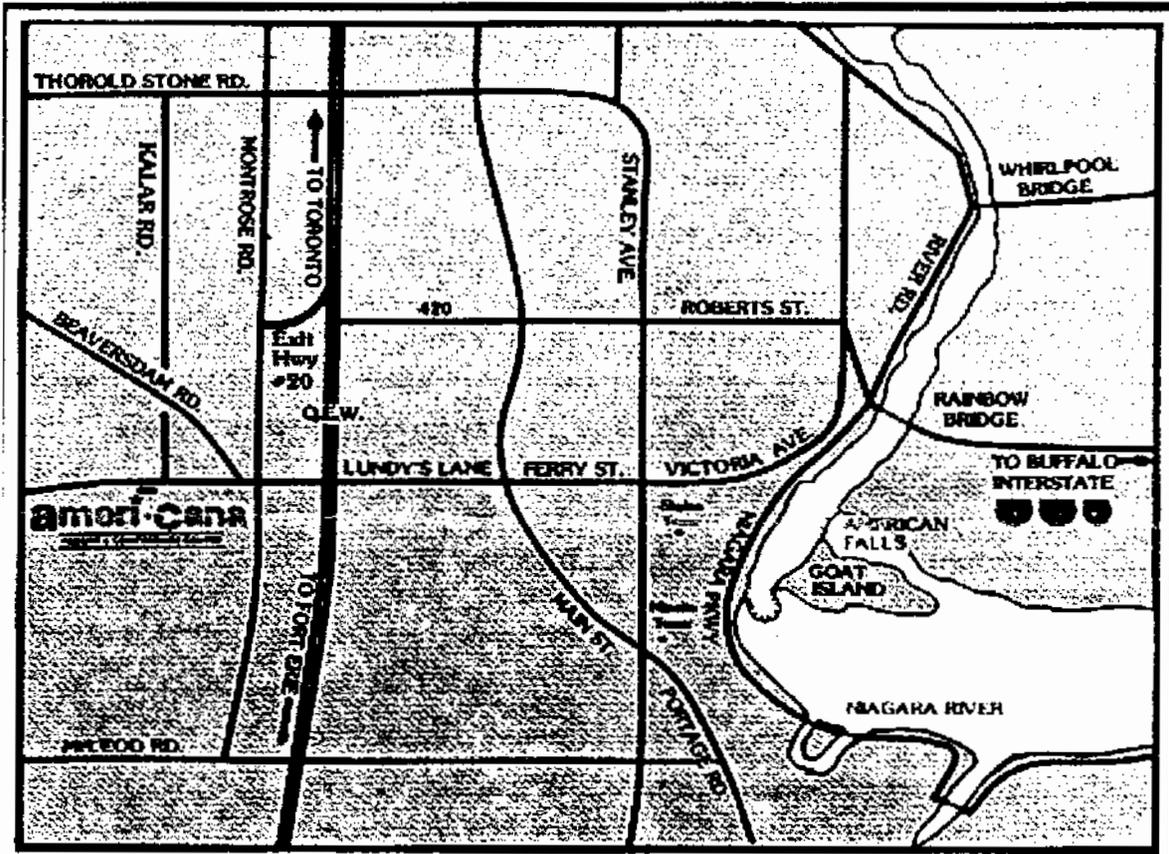 THOROLD STONE RD.
KALAR RD.
MONTROSE RD.
TO TORONTO
STANLEY AVE.
WHIRLPOOL
BRIDGE
RIVER RD.
420
ROBERTS ST.
BEAVERSDAM RD.
Exit
Hwy
#20
Q.E.W.
RAINBOW
BRIDGE
LUNDY'S LANE
FERRY ST.
VICTORIA AVE.
TO BUFFALO
INTERSTATE
ameri·cana
AMERICAN
FALLS
GOAT
ISLAND
NIAGARA PKWY
TO FORT ERIE
MAIN ST.
PORTAGE RD.
NIAGARA RIVER
McLEOD RD.